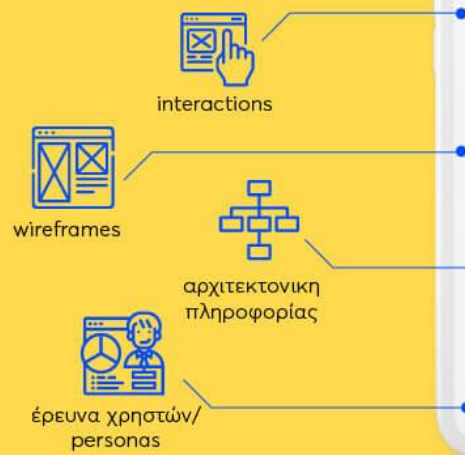 interactions
wireframes
αρχιτεκτονικη
πληροφορίας
έρευνα χρηστών/
personas